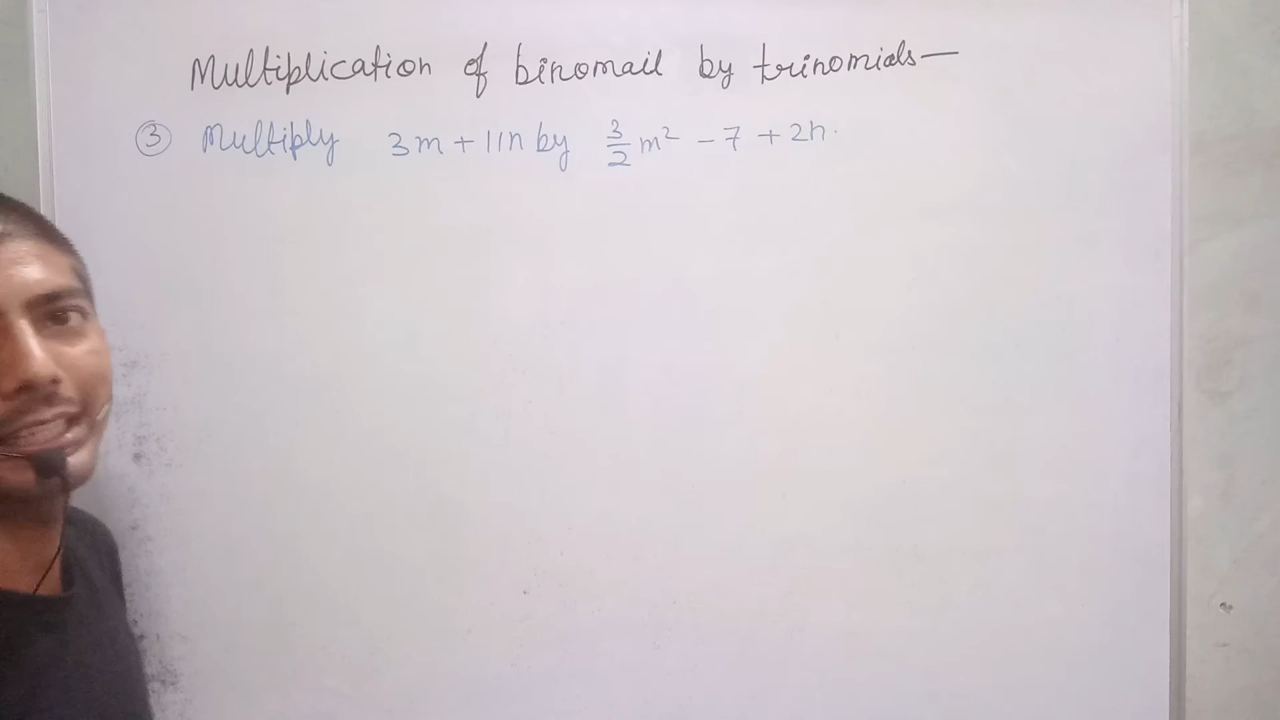 Multiplication of binomail by trinomials—
③ Multiply 3m + 11n by 3/2 m² - 7 + 2n.